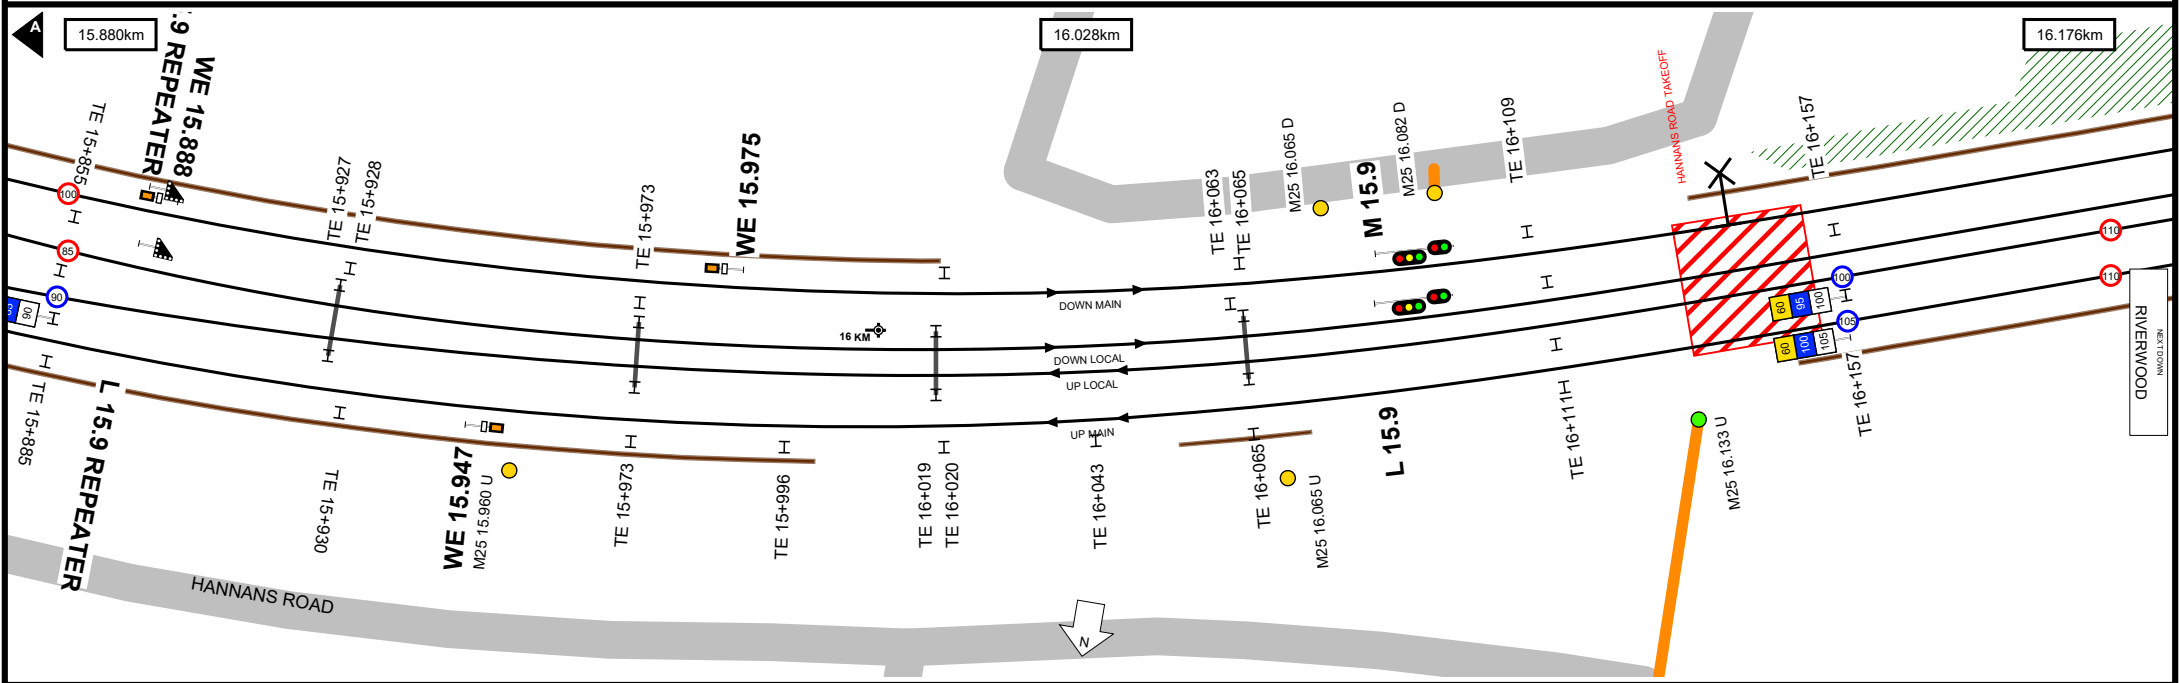 A
15.880km
16.028km
16.176km
.9 REPEATER
WE 15.888
TE 15+855
TE 15+927
TE 15+928
TE 15+973
WE 15.975
TE 16+063
TE 16+065
M25 16.065 D
M 15.9
M25 16.082 D
TE 16+109
HANNANS ROAD TAKEOFF
TE 16+157
100
85
90
90
16 KM
DOWN MAIN
DOWN LOCAL
UP LOCAL
UP MAIN
100
110
110
60 95 100
105
60 100 105
NEXT DOWN
RIVERWOOD
TE 15+885
L 15.9 REPEATER
TE 15+930
WE 15.947
M25 15.960 U
TE 15+973
TE 15+996
TE 16+019
TE 16+020
TE 16+043
TE 16+065
M25 16.065 U
L 15.9
TE 16+111
M25 16.133 U
TE 16+157
HANNANS ROAD
N